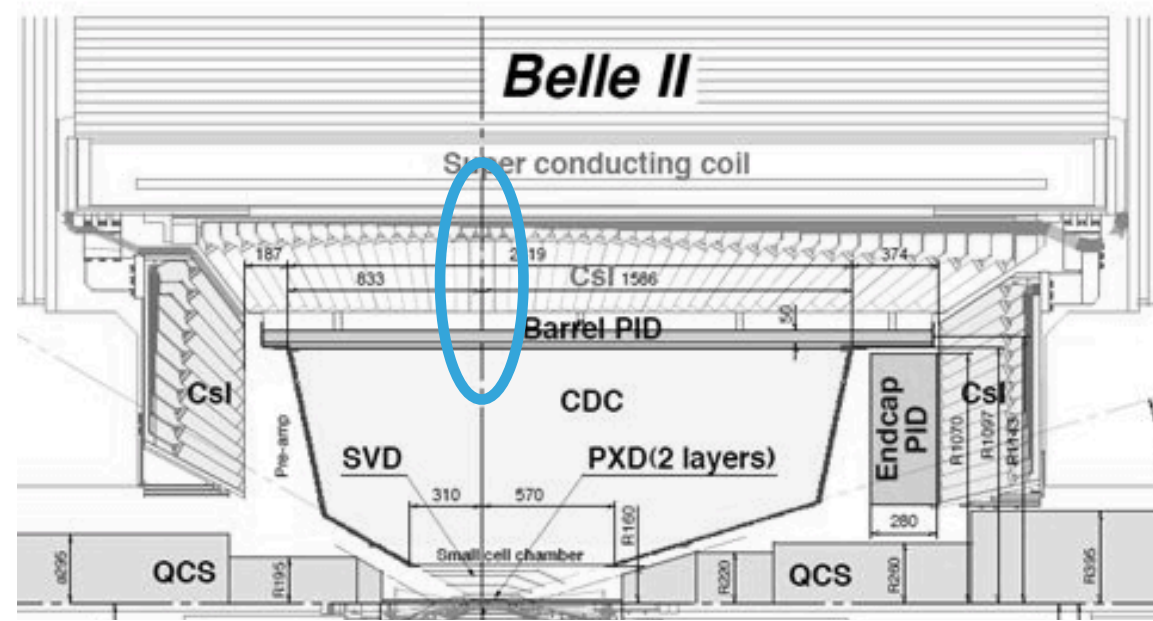 Belle II
Super conducting coil
187
374
833
CsI 1586
50
Barrel PID
CsI
CDC
CsI
Endcap
PID
R1070
R1097
R1143
Pre-amp
SVD
PXD(2 layers)
310
570
R160
280
Small cell chamber
QCS
R195
R220
QCS
R260
R395